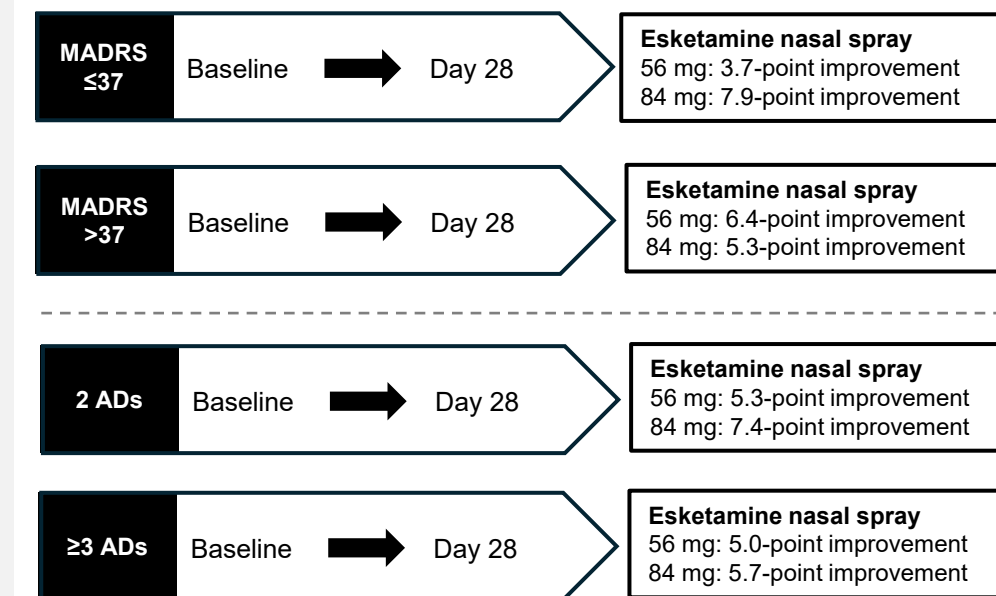 MADRS
≤37
Baseline
Day 28
Esketamine nasal spray
56 mg: 3.7-point improvement
84 mg: 7.9-point improvement
MADRS
>37
Baseline
Day 28
Esketamine nasal spray
56 mg: 6.4-point improvement
84 mg: 5.3-point improvement
2 ADs
Baseline
Day 28
Esketamine nasal spray
56 mg: 5.3-point improvement
84 mg: 7.4-point improvement
≥3 ADs
Baseline
Day 28
Esketamine nasal spray
56 mg: 5.0-point improvement
84 mg: 5.7-point improvement